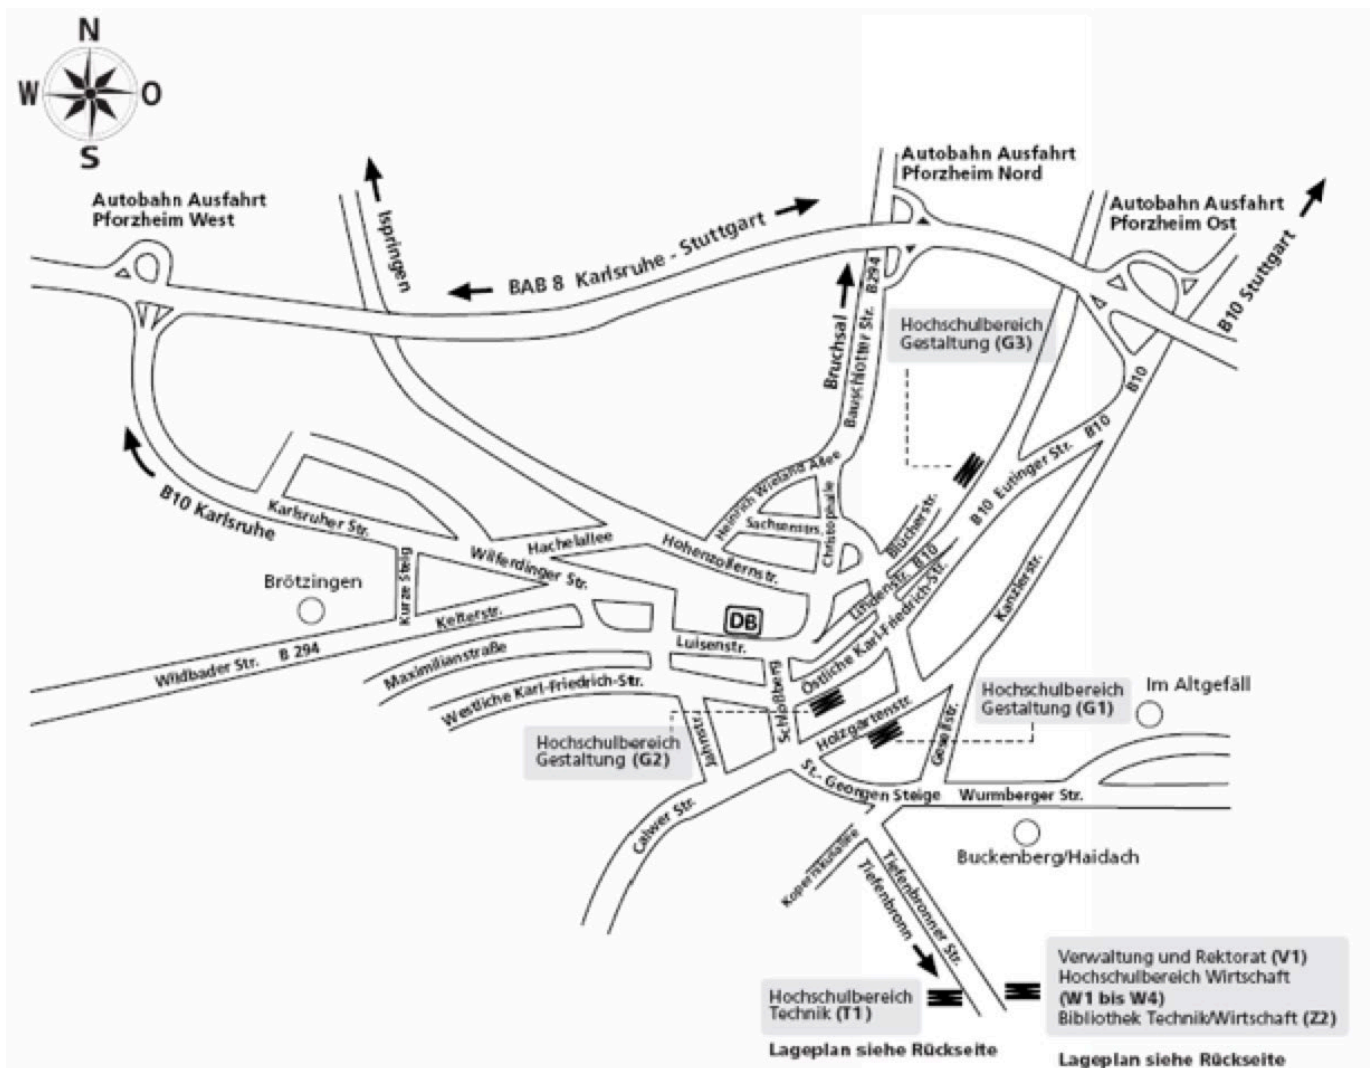 N
W
O
S
Autobahn Ausfahrt
Pforzheim West
Ispringen
BAB 8 Karlsruhe - Stuttgart
Autobahn Ausfahrt
Pforzheim Nord
Autobahn Ausfahrt
Pforzheim Ost
B10 Stuttgart
Bruchsal
Bauschlotter Str. B294
Hochschulbereich
Gestaltung (G3)
B10
B10 Eutinger Str. B10
B10 Karlsruhe
Karlsruher Str.
Heinrich Wieland Allee
Sachsenstrs.
Christophalle
Blücherstr.
Hachelallee
Hohenzollernstr.
Wilferdinger Str.
Kurze Steig
Brötzingen
Lindenstr. B10
Kanzlerstr.
DB
Kelterstr.
Luisenstr.
Östliche Karl-Friedrich-Str.
Wildbader Str. B 294
Maximilianstraße
Westliche Karl-Friedrich-Str.
Schloßberg
Jahnstr.
Holzgartenstr.
Gesellstr.
Hochschulbereich
Gestaltung (G1)
Im Altgefäll
Hochschulbereich
Gestaltung (G2)
St.- Georgen Steige
Wurmberger Str.
Calwer Str.
Buckenberg/Haidach
Kopernikusallee
Tiefenbronn
Tiefenbronner Str.
Hochschulbereich
Technik (T1)
Lageplan siehe Rückseite
Verwaltung und Rektorat (V1)
Hochschulbereich Wirtschaft
(W1 bis W4)
Bibliothek Technik/Wirtschaft (Z2)
Lageplan siehe Rückseite